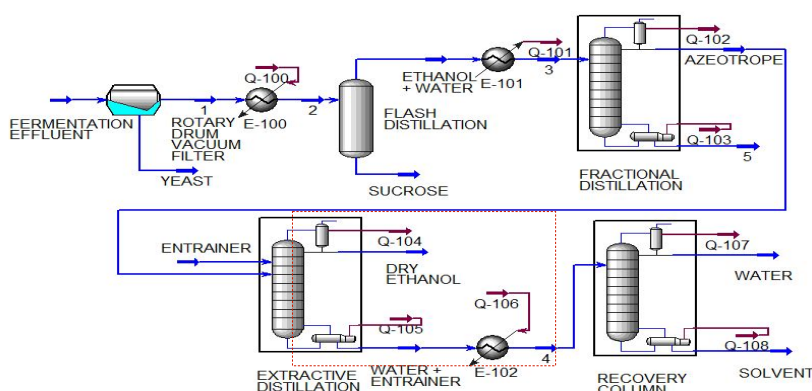 Q-100
Q-101
Q-102
AZEOTROPE
ETHANOL
+ WATER
E-101
3
FERMENTATION
EFFLUENT
1
ROTARY
DRUM
VACUUM
FILTER
E-100
2
FLASH
DISTILLATION
Q-103
5
YEAST
SUCROSE
FRACTIONAL
DISTILLATION
ENTRAINER
Q-104
DRY
ETHANOL
Q-107
WATER
Q-106
Q-105
4
Q-108
EXTRACTIVE
DISTILLATION
WATER +
ENTRAINER
E-102
RECOVERY
COLUMN
SOLVENT